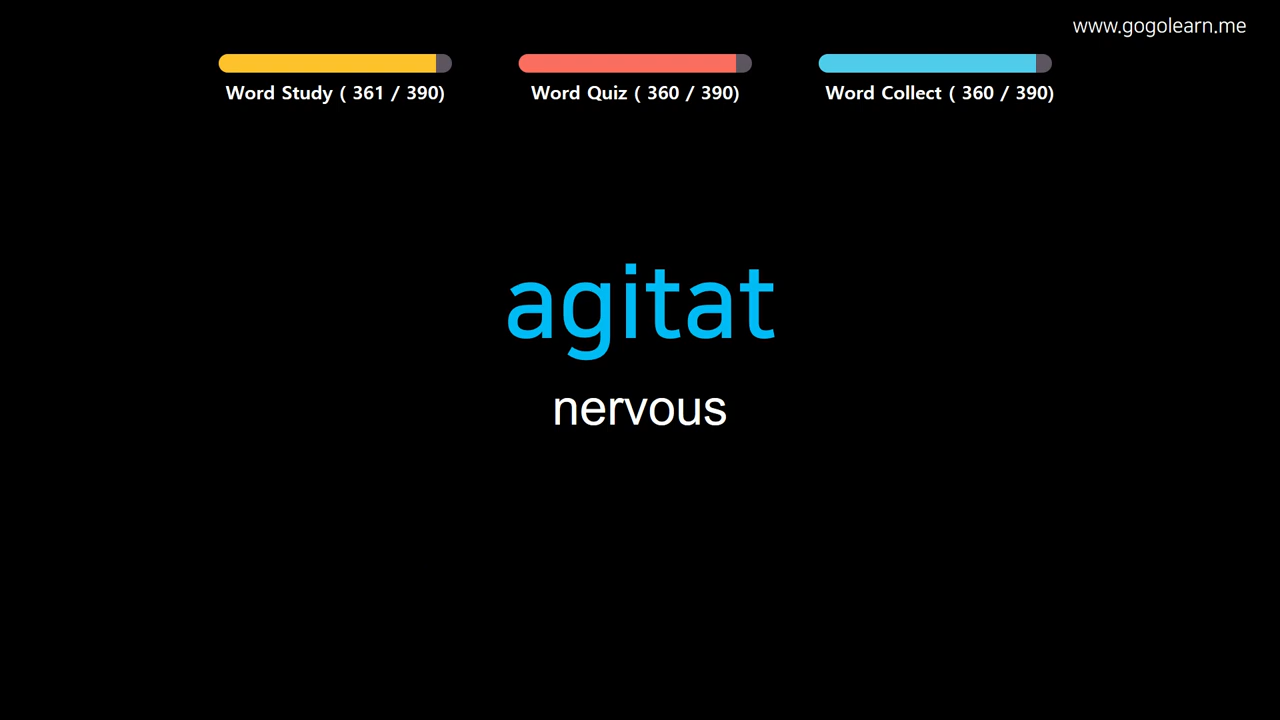 www.gogolearn.me
Word Study ( 361 / 390)
Word Quiz ( 360 / 390)
Word Collect ( 360 / 390)
agitat
nervous